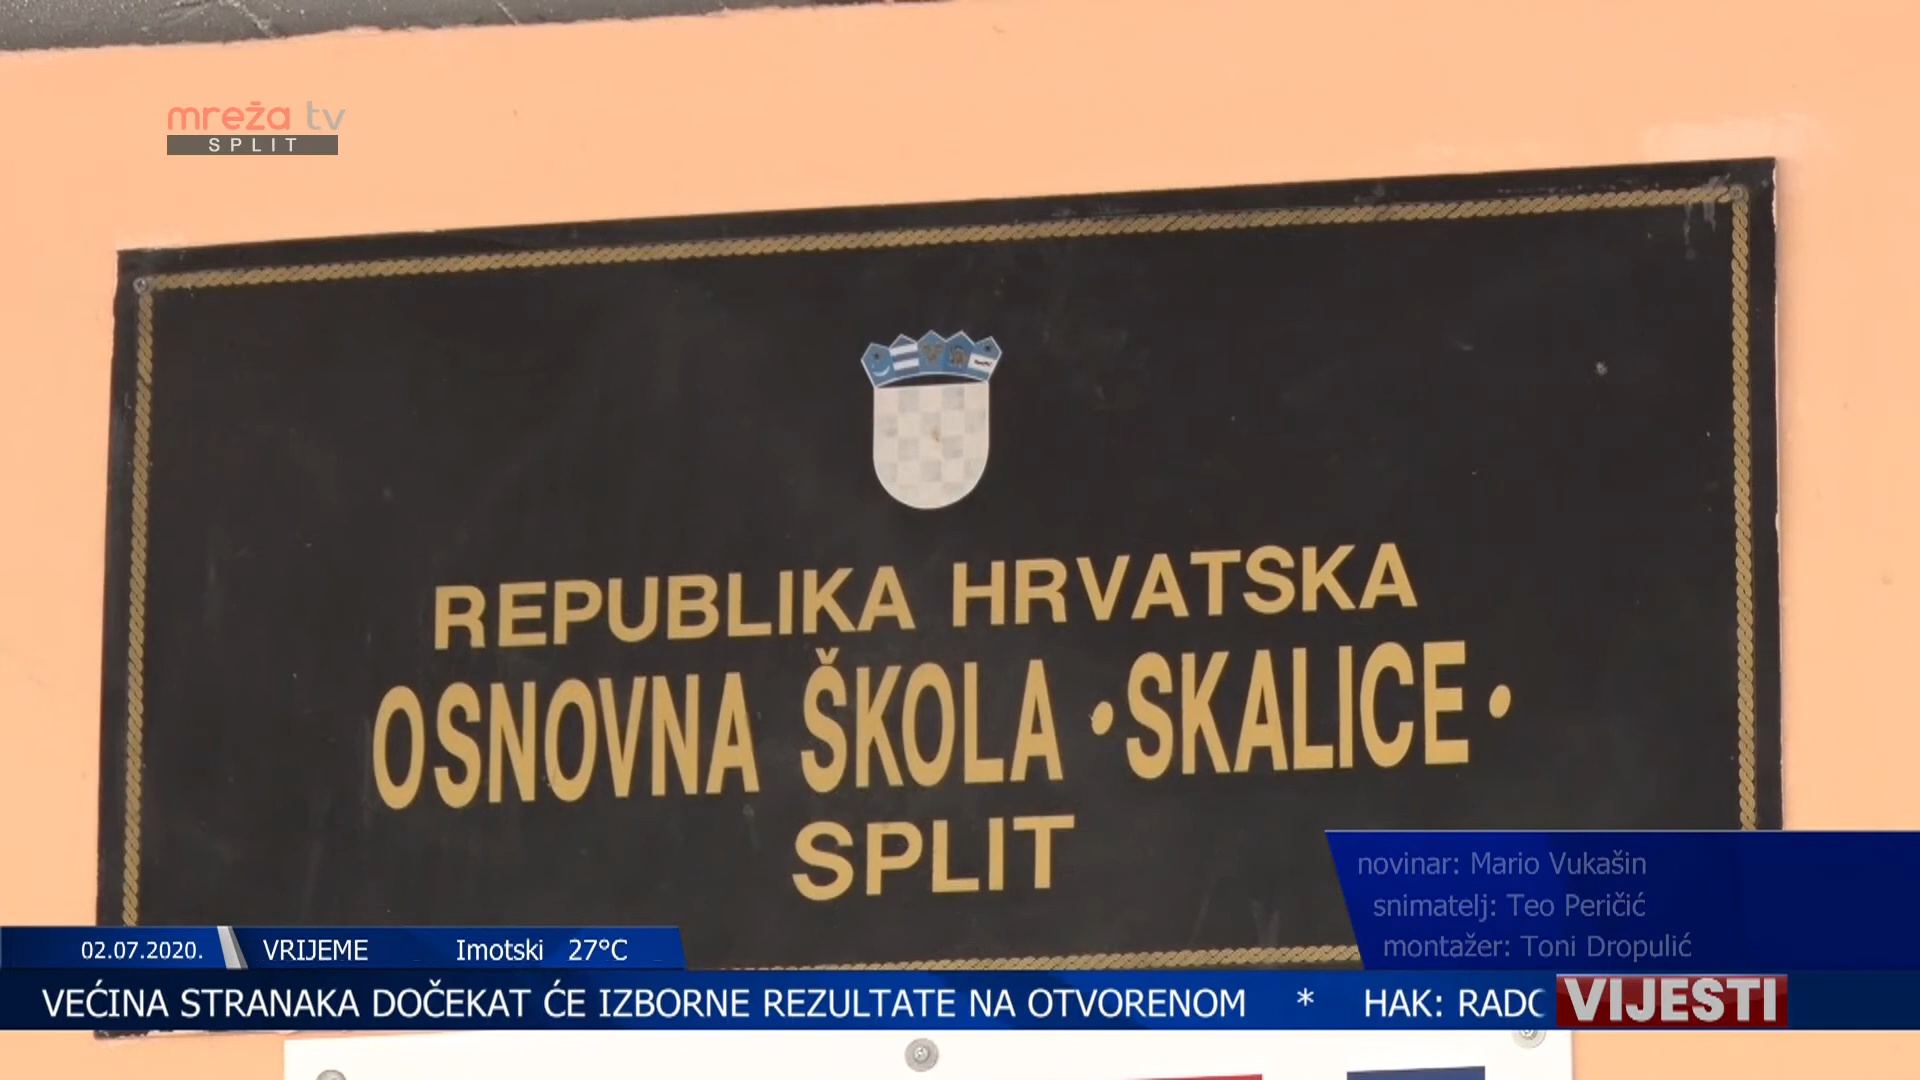 mreža tv
SPLIT
REPUBLIKA HRVATSKA
OSNOVNA ŠKOLA •SKALICE•
SPLIT
novinar: Mario Vukašin
snimatelj: Teo Peričić
montažer: Toni Dropulić
02.07.2020. VRIJEME Imotski 27°C
VEĆINA STRANAKA DOČEKAT ĆE IZBORNE REZULTATE NA OTVORENOM * HAK: RADO
VIJESTI